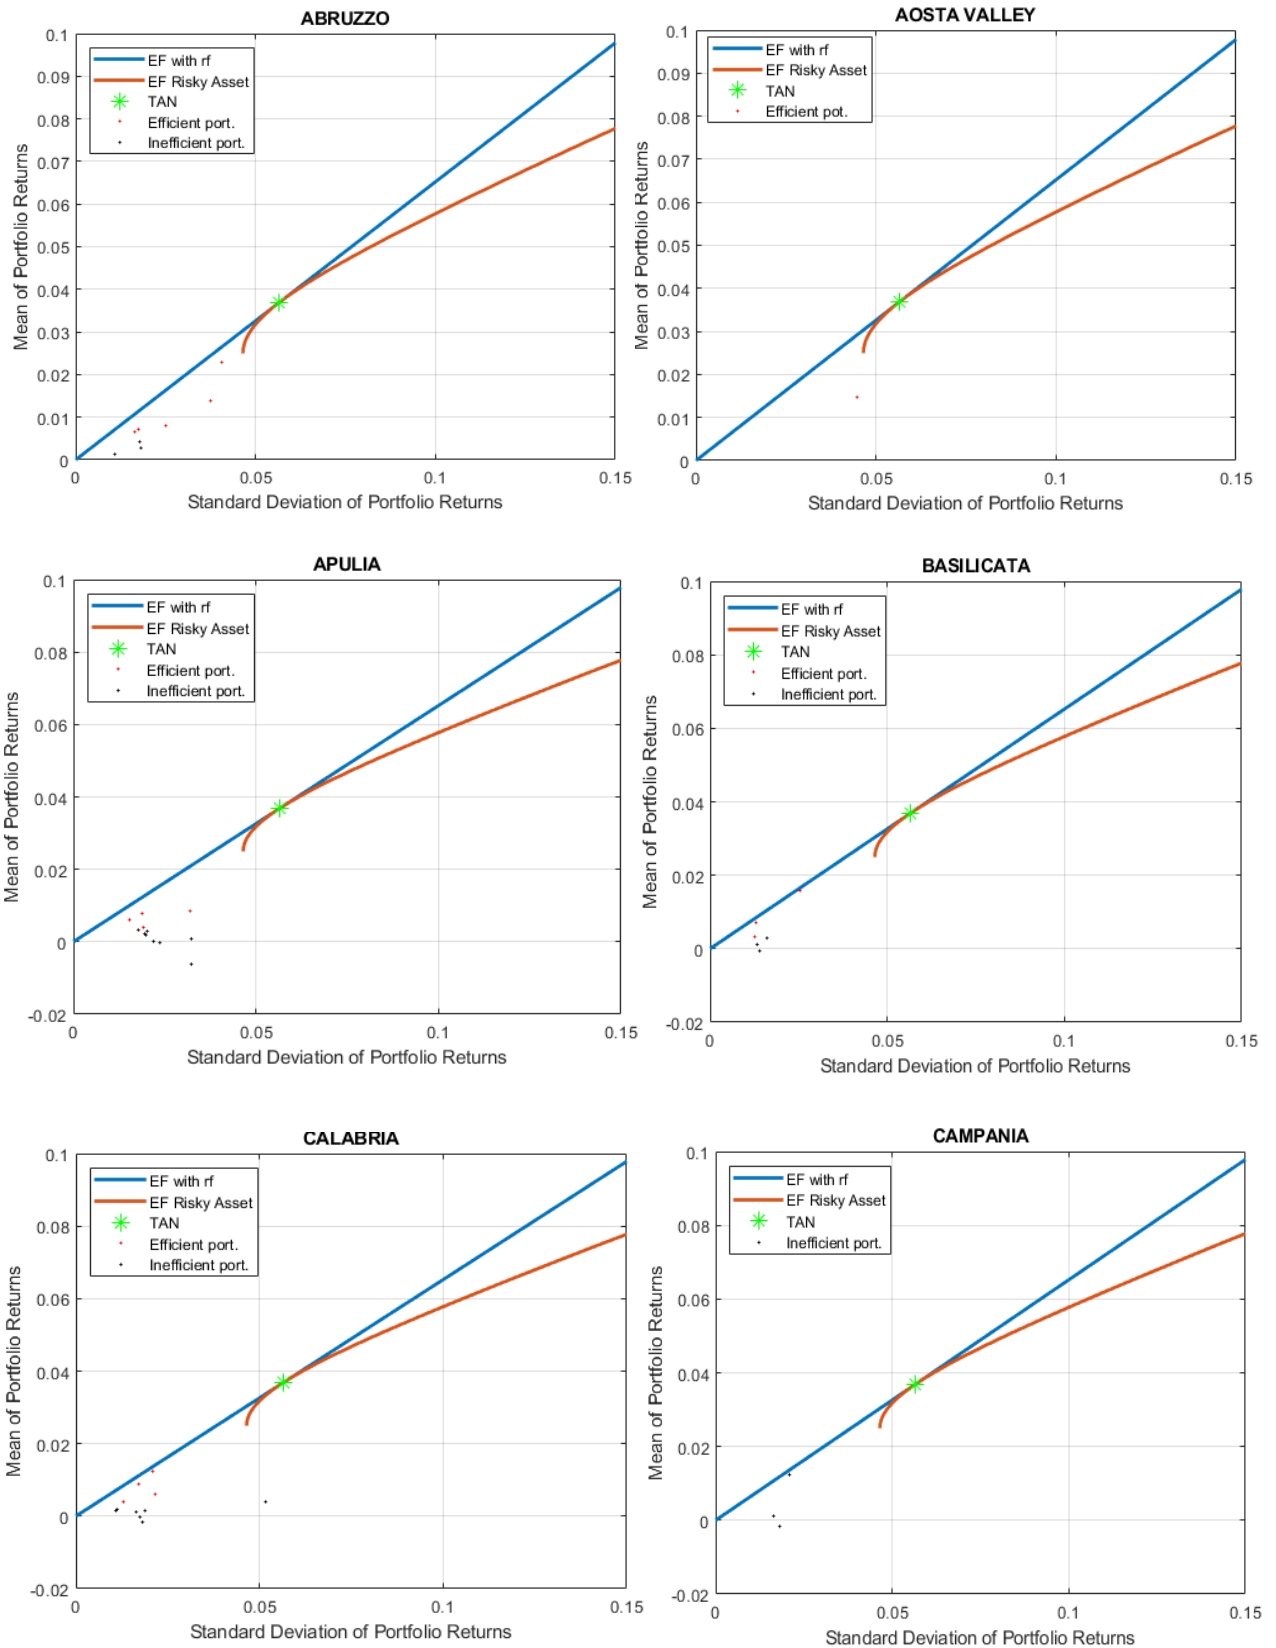 ABRUZZO
0.1
0.09
0.08
0.07
0.06
0.05
0.04
0.03
0.02
0.01
0
Mean of Portfolio Returns
EF with rf
EF Risky Asset
TAN
Efficient port.
Inefficient port.
0 0.05 0.1 0.15
Standard Deviation of Portfolio Returns
AOSTA VALLEY
0.1
0.09
0.08
0.07
0.06
0.05
0.04
0.03
0.02
0.01
0
Mean of Portfolio Returns
EF with rf
EF Risky Asset
TAN
Efficient pot.
0 0.05 0.1 0.15
Standard Deviation of Portfolio Returns
APULIA
0.1
0.08
0.06
0.04
0.02
0
-0.02
Mean of Portfolio Returns
EF with rf
EF Risky Asset
TAN
Efficient port.
Inefficient port.
0 0.05 0.1 0.15
Standard Deviation of Portfolio Returns
BASILICATA
0.1
0.08
0.06
0.04
0.02
0
-0.02
Mean of Portfolio Returns
EF with rf
EF Risky Asset
TAN
Efficient port.
Inefficient port.
0 0.05 0.1 0.15
Standard Deviation of Portfolio Returns
CALABRIA
0.1
0.08
0.06
0.04
0.02
0
-0.02
Mean of Portfolio Returns
EF with rf
EF Risky Asset
TAN
Efficient port.
Inefficient port.
0 0.05 0.1 0.15
Standard Deviation of Portfolio Returns
CAMPANIA
0.1
0.08
0.06
0.04
0.02
0
-0.02
Mean of Portfolio Returns
EF with rf
EF Risky Asset
TAN
Inefficient port.
0 0.05 0.1 0.15
Standard Deviation of Portfolio Returns